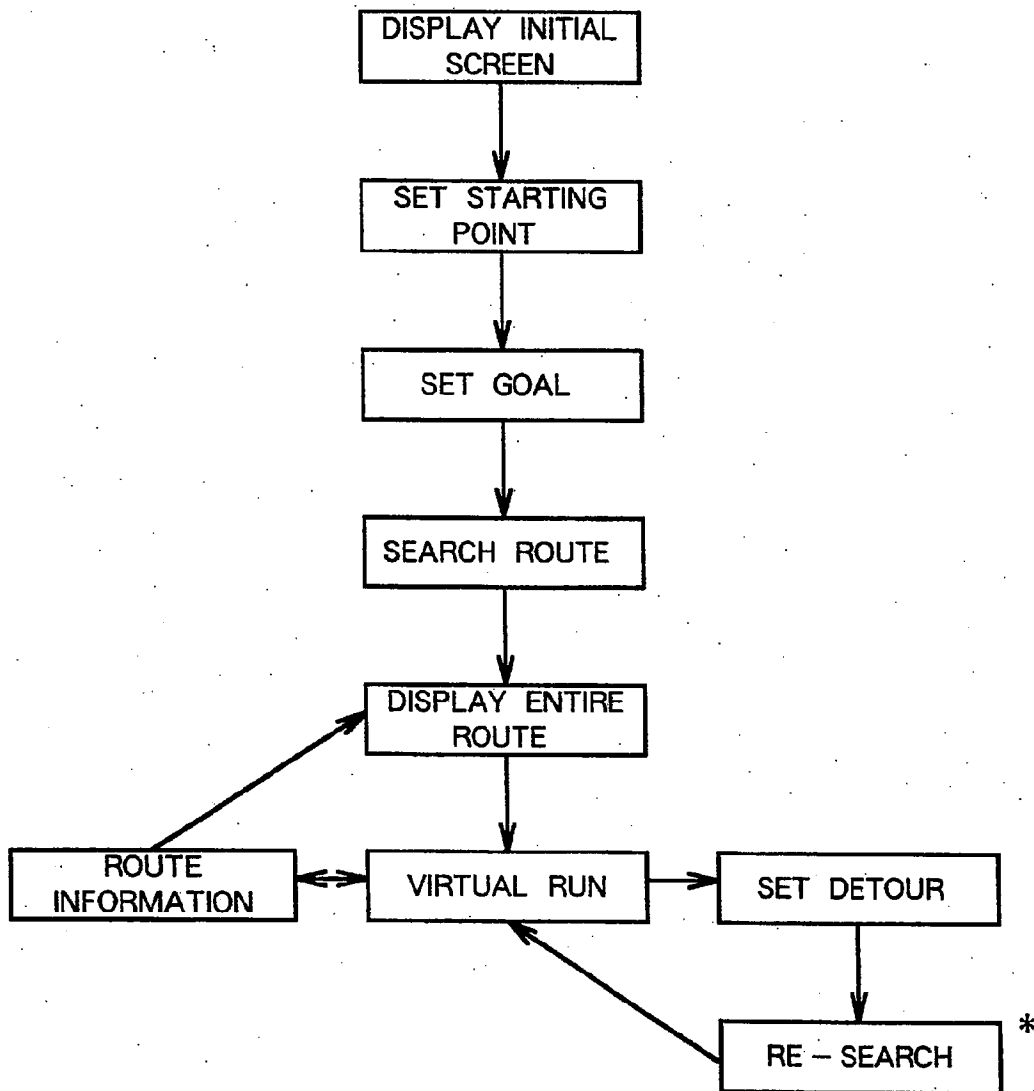 DISPLAY INITIAL
SCREEN
SET STARTING
POINT
SET GOAL
SEARCH ROUTE
DISPLAY ENTIRE
ROUTE
ROUTE
INFORMATION
VIRTUAL RUN
SET DETOUR
RE - SEARCH
*